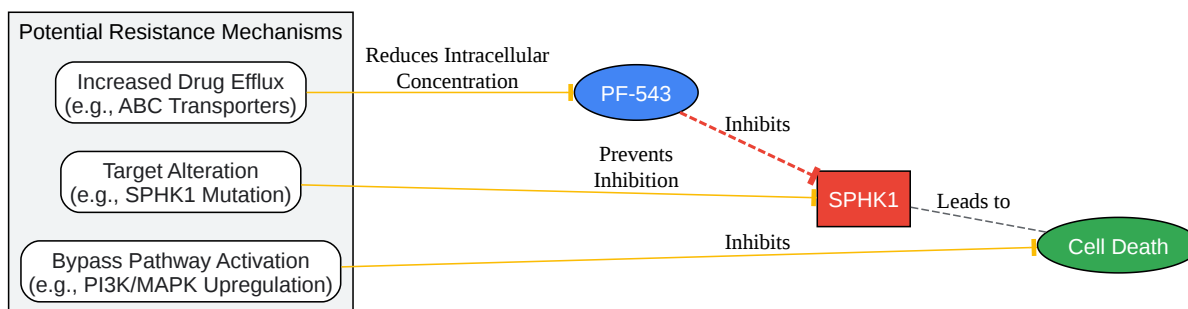 Potential Resistance Mechanisms
Increased Drug Efflux
(e.g., ABC Transporters)
Target Alteration
(e.g., SPHK1 Mutation)
Bypass Pathway Activation
(e.g., PI3K/MAPK Upregulation)
Reduces Intracellular
Concentration
PF-543
Inhibits
Prevents
Inhibition
SPHK1
Leads to
Inhibits
Cell Death